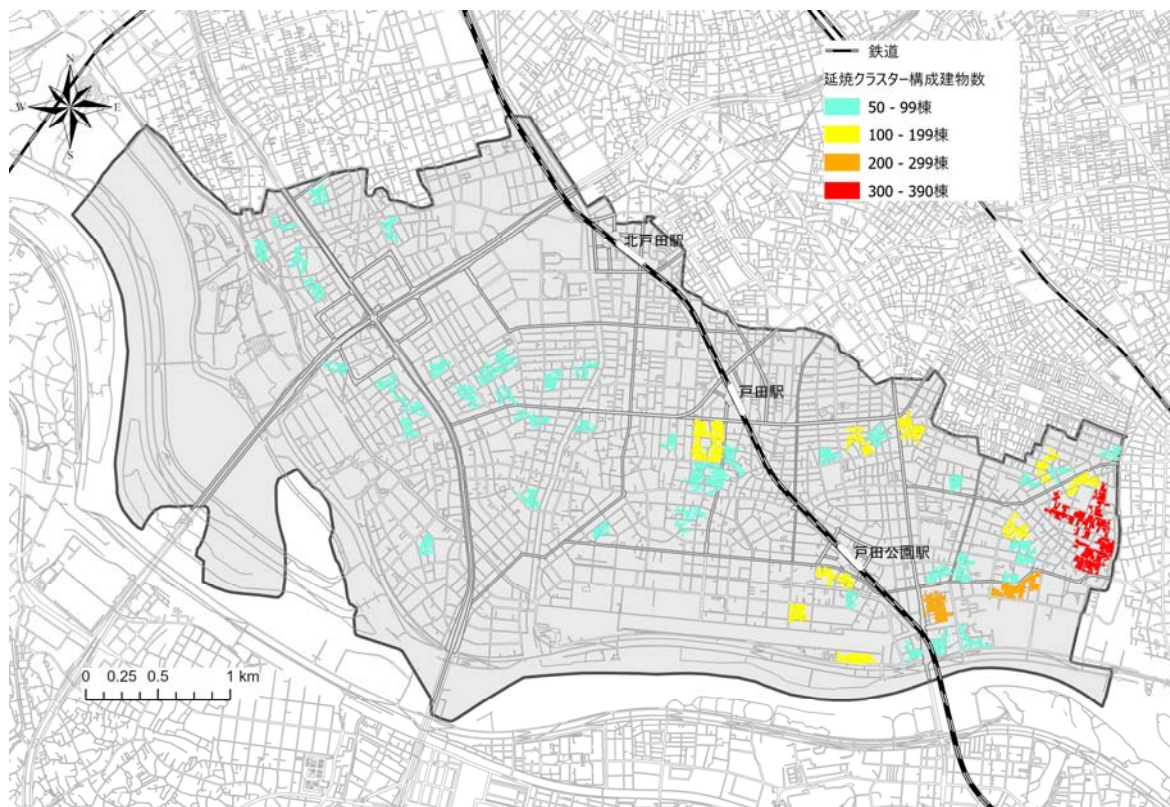 鉄道
延焼クラスター構成建物数
50 - 99棟
100 - 199棟
200 - 299棟
300 - 390棟
N
W
E
S
北戸田駅
戸田駅
戸田公園駅
0 0.25 0.5 1 km